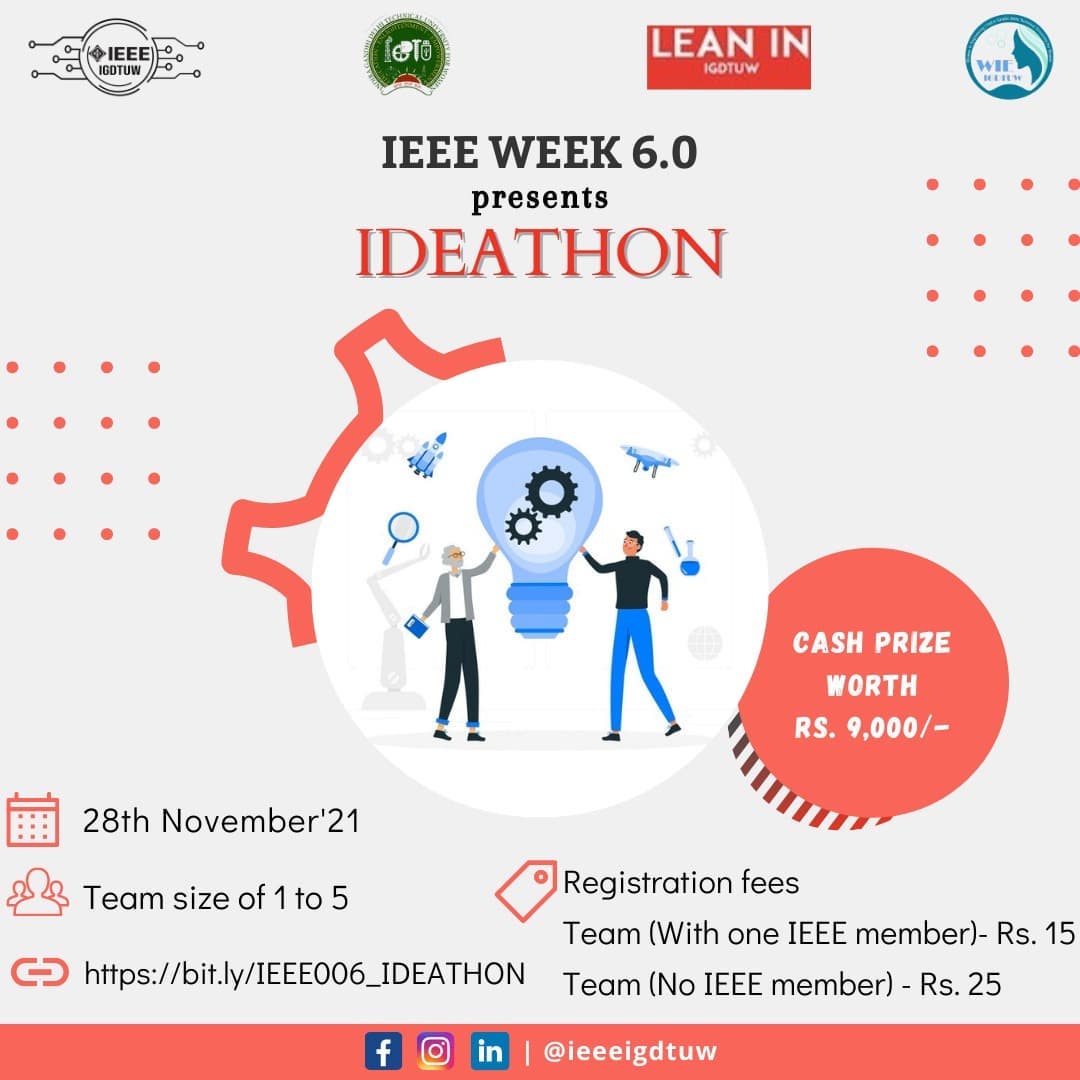 IEEE
IGDTUW
LEAN IN
IGDTUW
WIE
IGDTUW
IEEE WEEK 6.0
presents
IDEATHON
CASH PRIZE
WORTH
RS. 9,000/-
28th November'21
Team size of 1 to 5
https://bit.ly/IEEE006_IDEATHON
Registration fees
Team (With one IEEE member)- Rs. 15
Team (No IEEE member) - Rs. 25
| @ieeeigdtuw